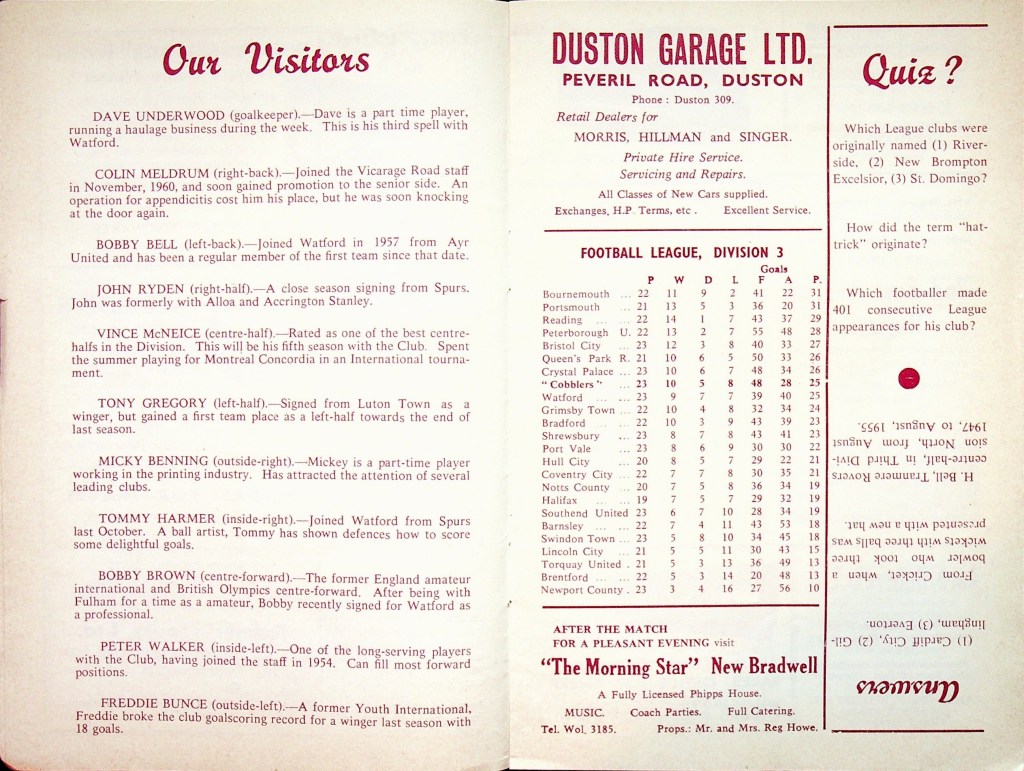 Our Visitors
DAVE UNDERWOOD (goalkeeper).—Dave is a part time player,
running a haulage business during the week. This is his third spell with
Watford.
COLIN MELDRUM (right-back).—Joined the Vicarage Road staff
in November, 1960, and soon gained promotion to the senior side. An
operation for appendicitis cost him his place, but he was soon knocking
at the door again.
BOBBY BELL (left-back).—Joined Watford in 1957 from Ayr
United and has been a regular member of the first team since that date.
JOHN RYDEN (right-half).—A close season signing from Spurs.
John was formerly with Alloa and Accrington Stanley.
VINCE McNEICE (centre-half).—Rated as one of the best centre-
halfs in the Division. This will be his fifth season with the Club. Spent
the summer playing for Montreal Concordia in an International tourna-
ment.
TONY GREGORY (left-half).—Signed from Luton Town as a
winger, but gained a first team place as a left-half towards the end of
last season.
MICKY BENNING (outside-right).—Mickey is a part-time player
working in the printing industry. Has attracted the attention of several
leading clubs.
TOMMY HARMER (inside-right).—Joined Watford from Spurs
last October. A ball artist, Tommy has shown defences how to score
some delightful goals.
BOBBY BROWN (centre-forward).—The former England amateur
international and British Olympics centre-forward. After being with
Fulham for a time as a amateur, Bobby recently signed for Watford as
a professional.
PETER WALKER (inside-left).—One of the long-serving players
with the Club, having joined the staff in 1954. Can fill most forward
positions.
FREDDIE BUNCE (outside-left).—A former Youth International,
Freddie broke the club goalscoring record for a winger last season with
18 goals.
DUSTON GARAGE LTD.
PEVERIL ROAD, DUSTON
Phone : Duston 309.
Retail Dealers for
MORRIS, HILLMAN and SINGER.
Private Hire Service.
Servicing and Repairs.
All Classes of New Cars supplied.
Exchanges, H.P. Terms, etc. Excellent Service.
FOOTBALL LEAGUE, DIVISION 3
Goals
P W D L F A P.
Bournemouth ... 22 11 9 2 41 22 31
Portsmouth ... 21 13 5 3 36 20 31
Reading ... ... 22 14 1 7 43 37 29
Peterborough U. 22 13 2 7 55 48 28
Bristol City ... 23 12 3 8 40 33 27
Queen's Park R. 21 10 6 5 50 33 26
Crystal Palace ... 23 10 6 7 48 34 26
"Cobblers" ... 23 10 5 8 48 28 25
Watford ... ... 23 9 7 7 39 40 25
Grimsby Town ... 22 10 4 8 32 34 24
Bradford ... ... 22 10 3 9 43 39 23
Shrewsbury ... 23 8 7 8 43 41 23
Port Vale ... 23 8 6 9 30 30 22
Hull City ... 20 8 5 7 29 22 21
Coventry City ... 22 7 7 8 30 35 21
Notts County ... 20 7 5 8 36 34 19
Halifax ... ... 19 7 5 7 29 32 19
Southend United 23 6 7 10 28 34 19
Barnsley ... ... 22 7 4 11 43 53 18
Swindon Town ... 23 5 8 10 34 45 18
Lincoln City ... 21 5 5 11 30 43 15
Torquay United . 21 5 3 13 36 49 13
Brentford ... ... 22 5 3 14 20 48 13
Newport County . 23 3 4 16 27 56 10
AFTER THE MATCH
FOR A PLEASANT EVENING visit
"The Morning Star" New Bradwell
A Fully Licensed Phipps House.
MUSIC. Coach Parties. Full Catering.
Tel. Wol. 3185. Props.: Mr. and Mrs. Reg Howe.
Quiz ?
Which League clubs were
originally named (1) River-
side, (2) New Brompton
Excelsior, (3) St. Domingo?
How did the term "hat-
trick" originate?
Which footballer made
401 consecutive League
appearances for his club?
Answers
(1) Cardiff City, (2) Gil-
lingham, (3) Everton.
From Cricket, when a
bowler who took three
wickets with three balls was
presented with a new hat.
H. Bell, Tranmere Rovers
centre-half, in Third Divi-
sion North, from August
1947, to August, 1955.